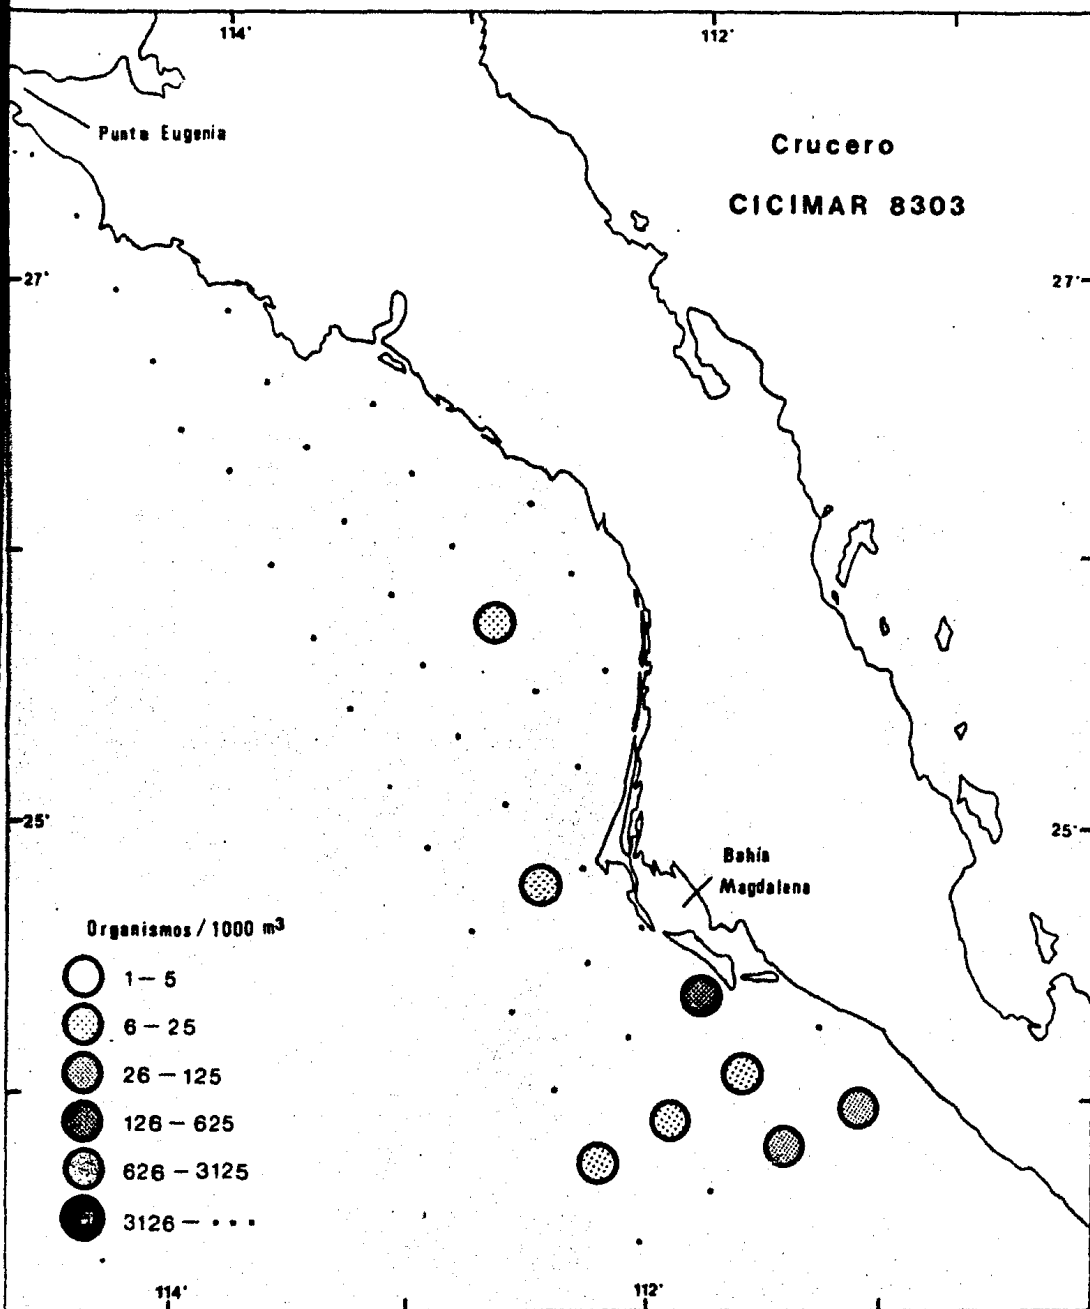 114°
112°
Punta Eugenia
Crucero
CICIMAR 8303
27°
27°
25°
25°
Bahía
Magdalena
Organismos / 1000 m³
1 – 5
6 – 25
26 – 125
126 – 625
626 – 3125
3126 – · · ·
114°
112°